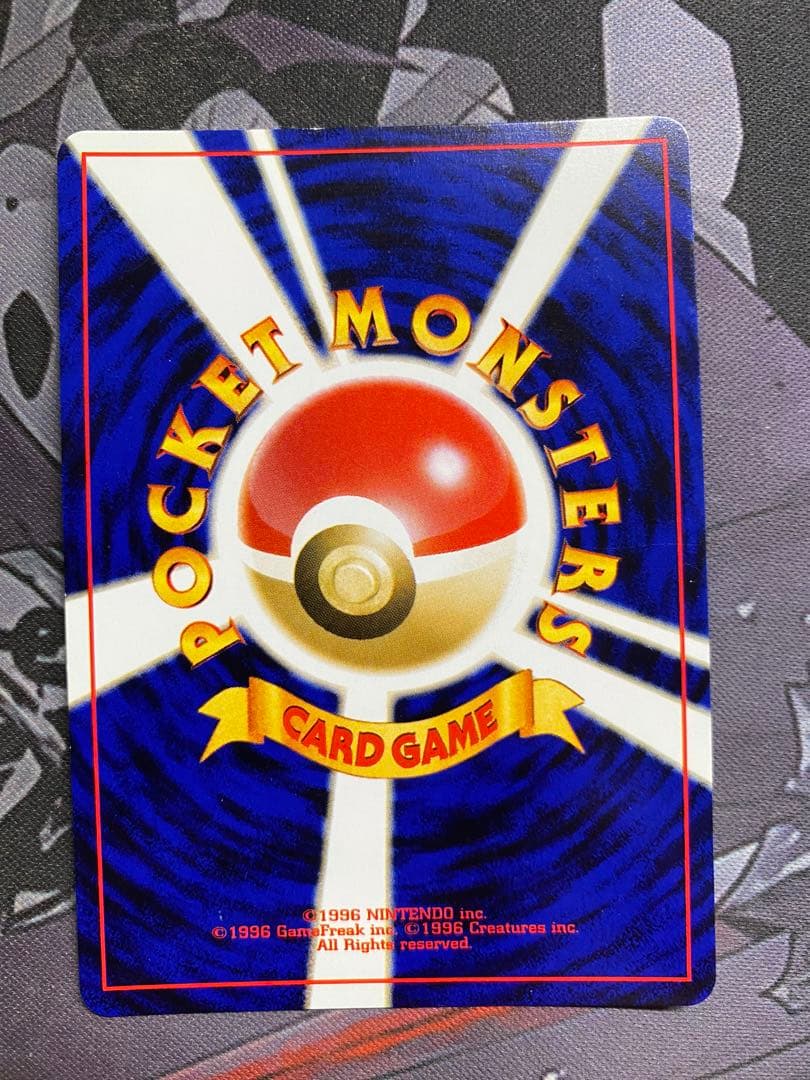 POCKET MONSTERS
CARD GAME
©1996 NINTENDO inc.
©1996 GameFreak inc. ©1996 Creatures inc.
All Rights reserved.